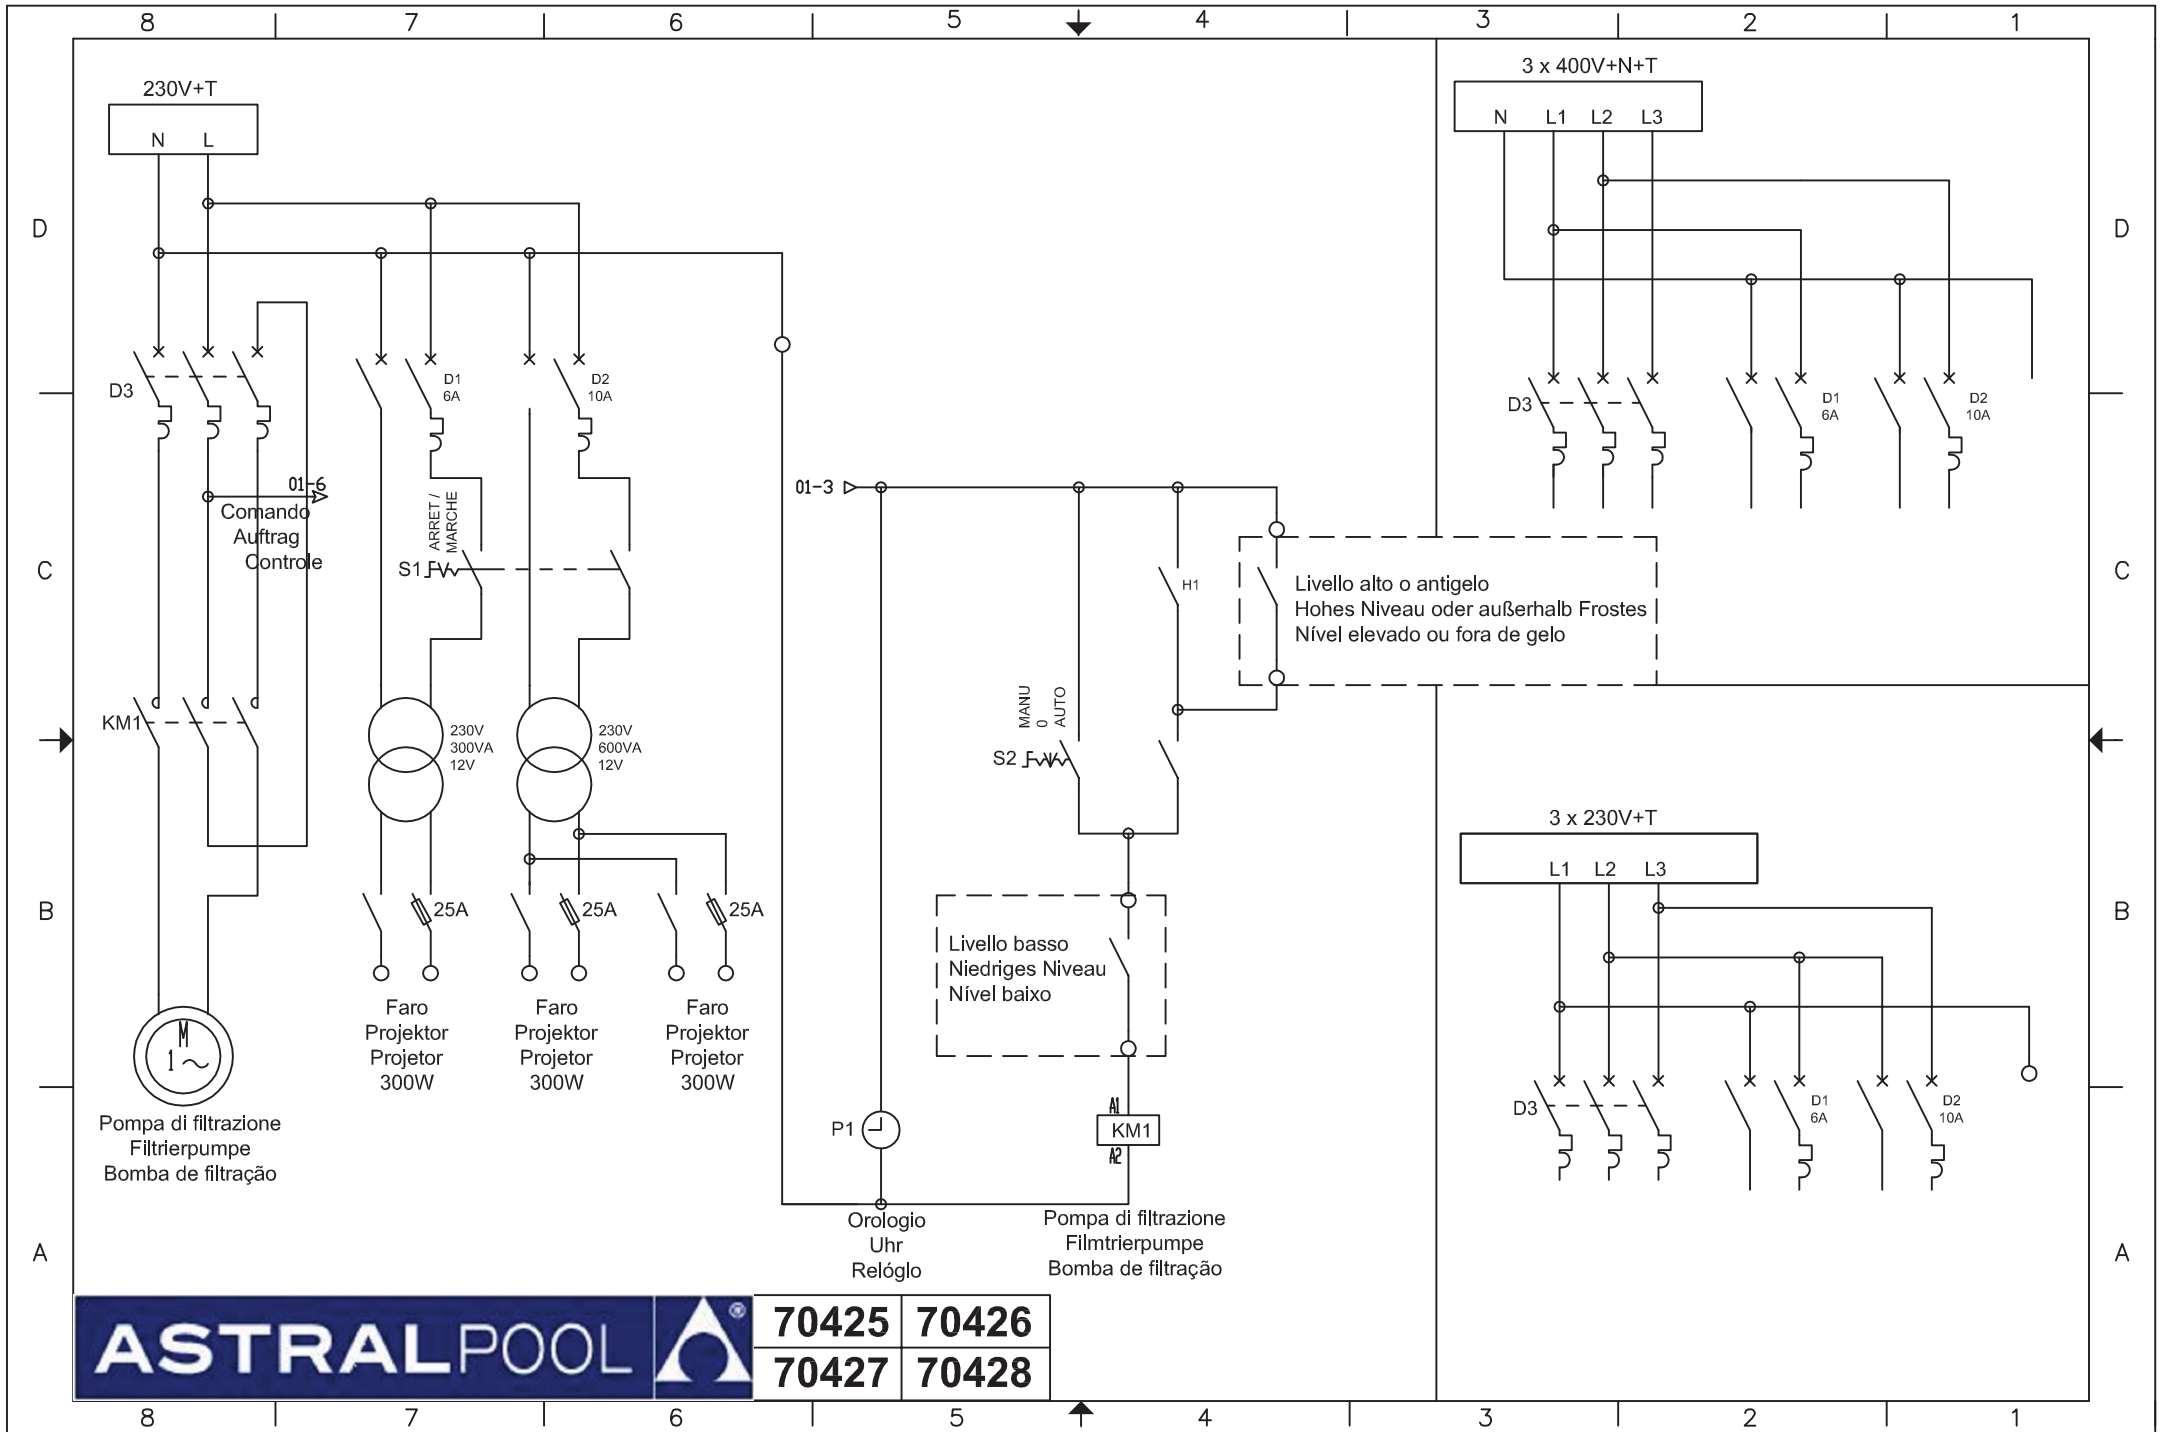 8 7 6 5 4 3 2 1
D
C
B
A
230V+T
N L
D3
D1
6A
D2
10A
01-6
Comando
Auftrag
Controle
ARRET /
MARCHE
S1
KM1
230V
300VA
12V
230V
600VA
12V
25A
25A
25A
Faro
Projektor
Projetor
300W
Faro
Projektor
Projetor
300W
Faro
Projektor
Projetor
300W
M
1
Pompa di filtrazione
Filtrierpumpe
Bomba de filtração
01-3
H1
Livello alto o antigelo
Hohes Niveau oder außerhalb Frostes
Nível elevado ou fora de gelo
MANU
0
AUTO
S2
Livello basso
Niedriges Niveau
Nível baixo
P1
A1
KM1
A2
Orologio
Uhr
Relóglo
Pompa di filtrazione
Filmtrierpumpe
Bomba de filtração
3 x 400V+N+T
N L1 L2 L3
D3
D1
6A
D2
10A
3 x 230V+T
L1 L2 L3
D3
D1
6A
D2
10A
D
C
B
A
ASTRALPOOL ®
70425 70426
70427 70428
8 7 6 5 4 3 2 1